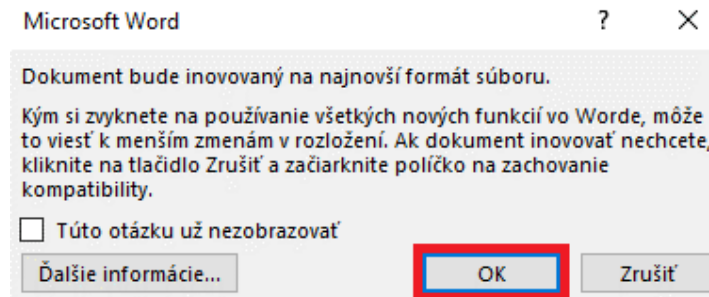 Microsoft Word ? ×
Dokument bude inovovaný na najnovší formát súboru.
Kým si zvyknete na používanie všetkých nových funkcií vo Worde, môže
to viesť k menším zmenám v rozložení. Ak dokument inovovať nechcete,
kliknite na tlačidlo Zrušiť a začiarknite políčko na zachovanie
kompatibility.
Túto otázku už nezobrazovať
Ďalšie informácie... OK Zrušiť